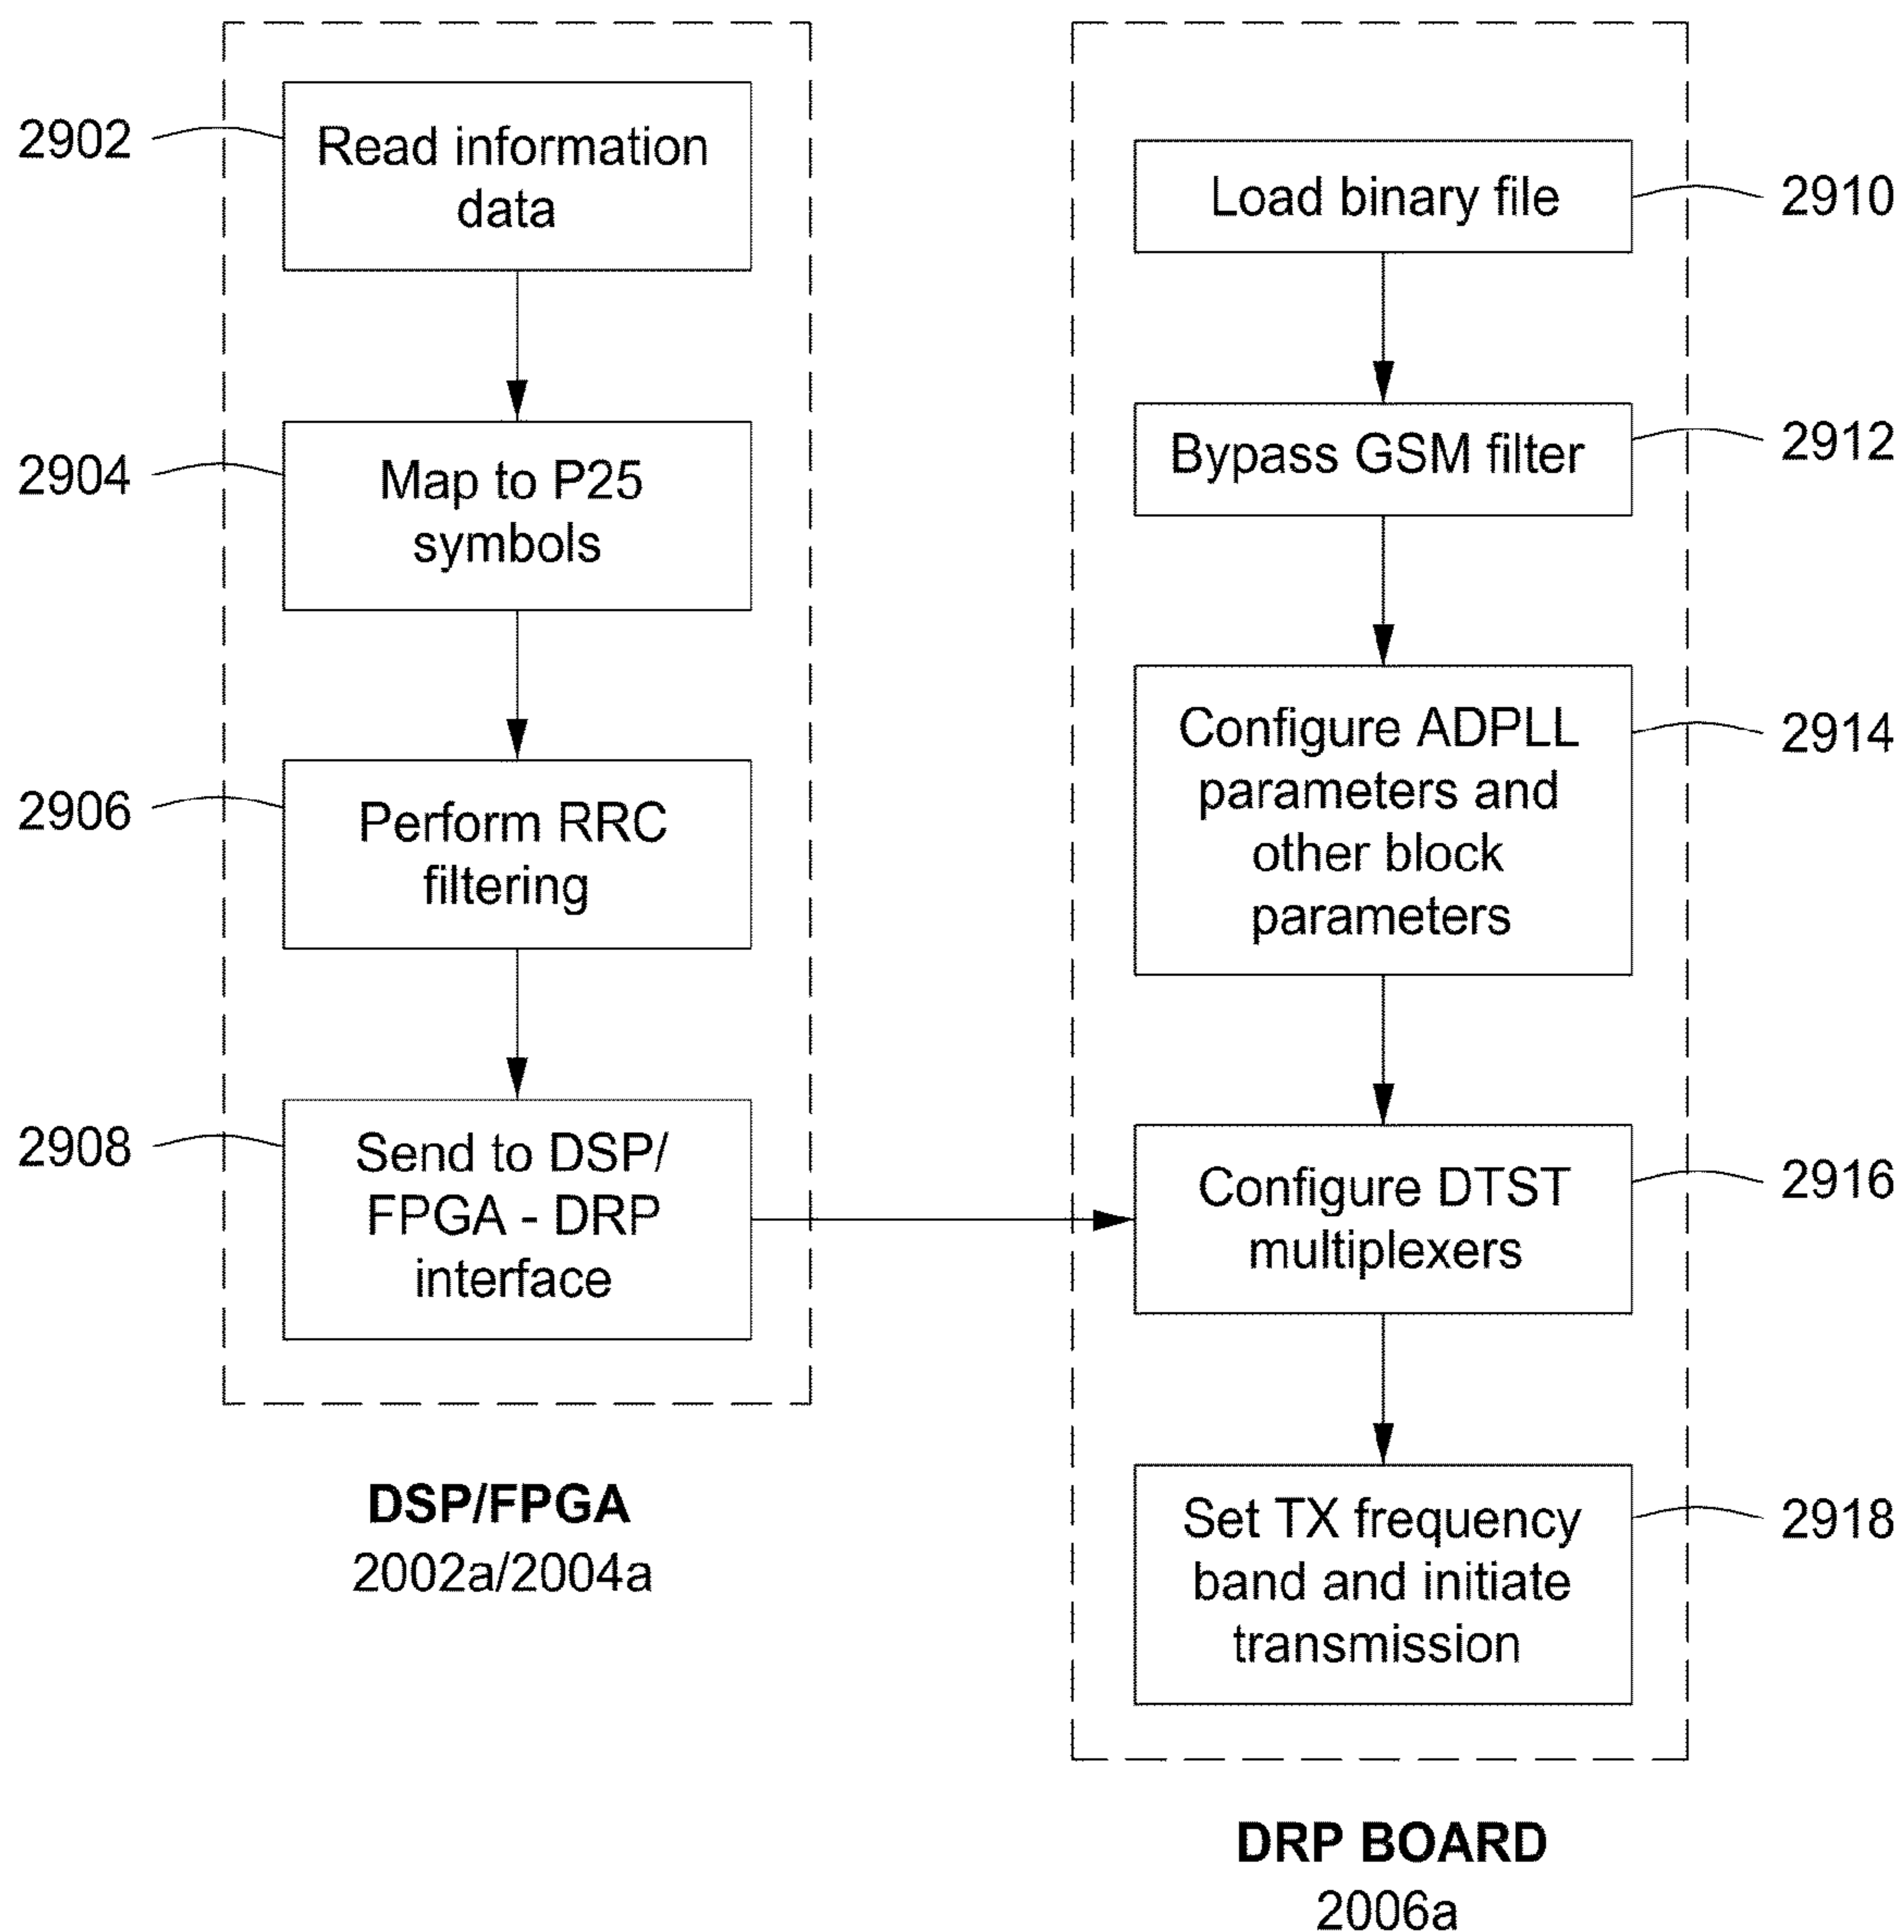 2902
Read information
data
2904
Map to P25
symbols
2906
Perform RRC
filtering
2908
Send to DSP/
FPGA - DRP
interface
DSP/FPGA
2002a/2004a
Load binary file
2910
Bypass GSM filter
2912
Configure ADPLL
parameters and
other block
parameters
2914
Configure DTST
multiplexers
2916
Set TX frequency
band and initiate
transmission
2918
DRP BOARD
2006a